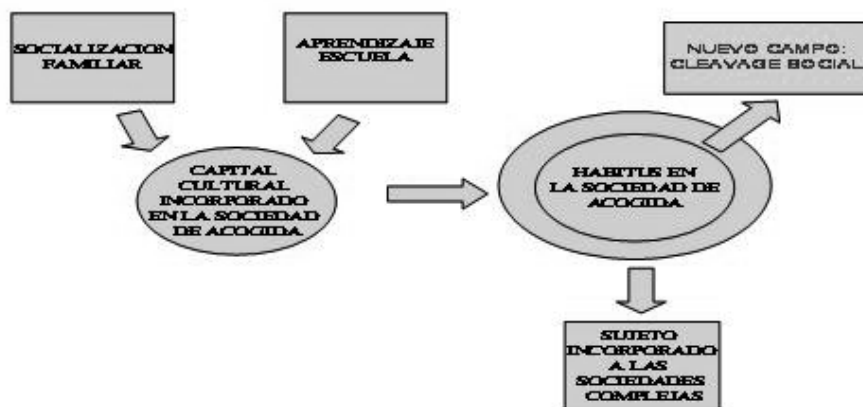 SOCIALIZACION
FAMILIAR
APRENDIZAJE
ESCUELA
NUEVO CAMPO:
CLEAVAGE SOCIAL
CAPITAL
CULTURAL
INCORPORADO
EN LA SOCIEDAD
DE ACOGIDA
HABITUS EN
LA SOCIEDAD DE
ACOGIDA
SUJETO
INCORPORADO
A LAS
SOCIEDADES
COMPLEJAS